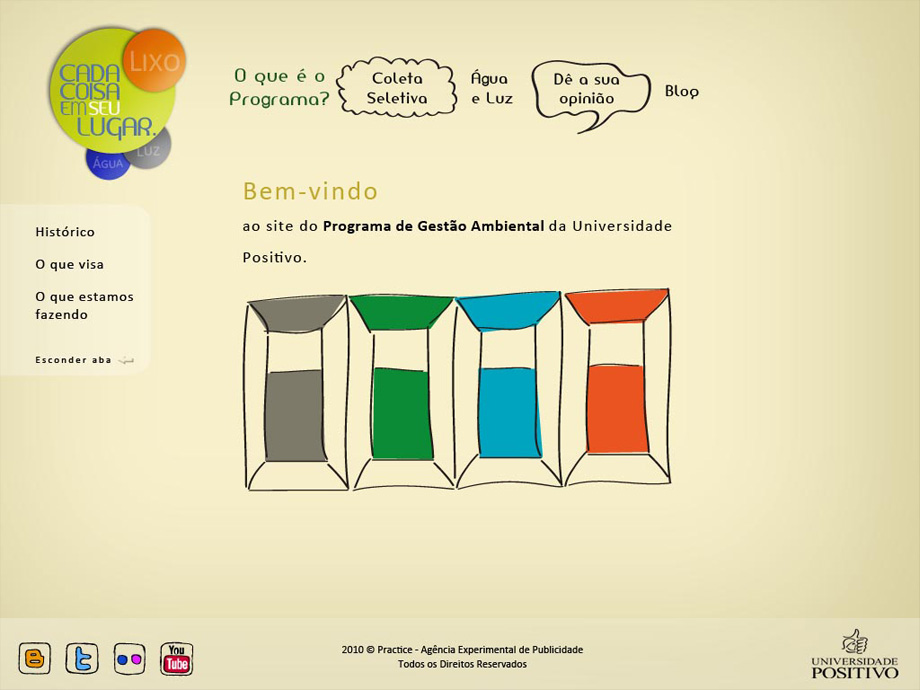 CADA
COISA
EM SEU
LUGAR.
LIXO
ÁGUA
LUZ
O que é o
Programa?
Coleta
Seletiva
Água
e Luz
Dê a sua
opinião
Blog
Histórico
O que visa
O que estamos
fazendo
Esconder aba
Bem-vindo
ao site do Programa de Gestão Ambiental da Universidade
Positivo.
You
Tube
2010 © Practice - Agência Experimental de Publicidade
Todos os Direitos Reservados
UNIVERSIDADE
POSITIVO